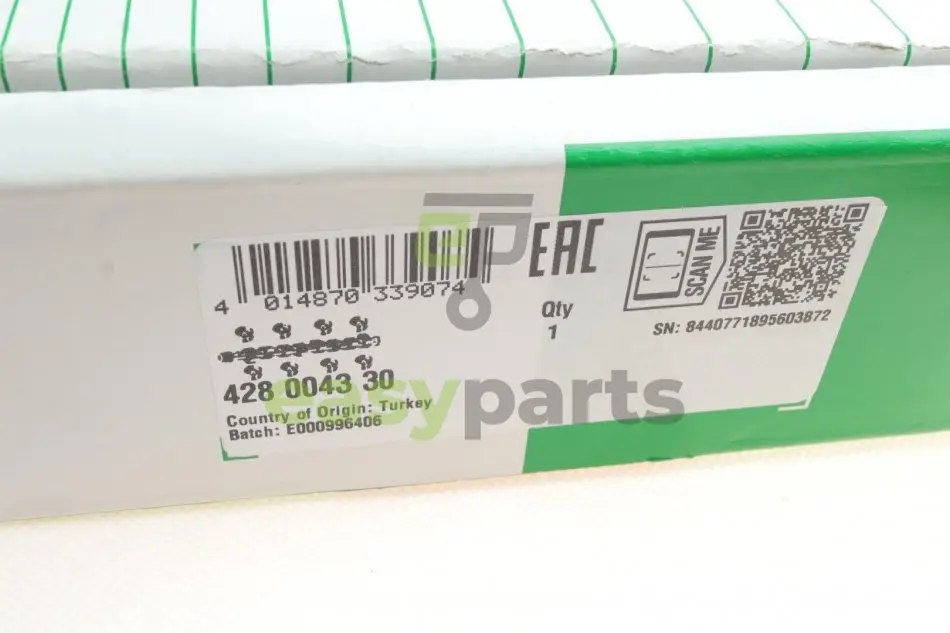 4 014870 339074
EAC
SCAN ME
Qty
1
SN: 8440771895603872
428 0043 30
Country of Origin: Turkey
Batch: E000996406
easyparts